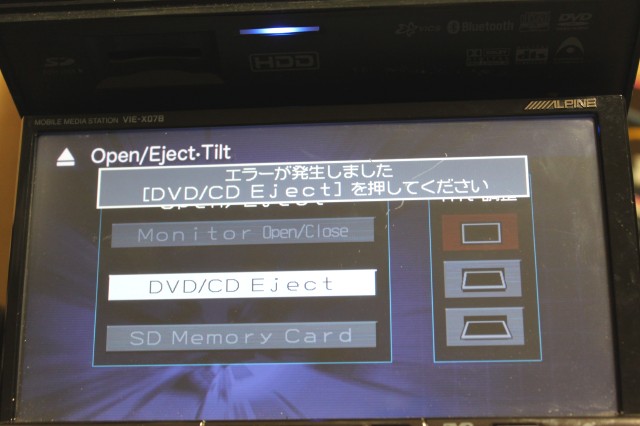 Bluetooth
DVD
SD
HDD
dts
MOBILE MEDIA STATION VIE-X07B
ALPINE
Open/Eject·Tilt
エラーが発生しました
[DVD/CD Eject] を押してください
Monitor Open/Close
DVD/CD Eject
SD Memory Card